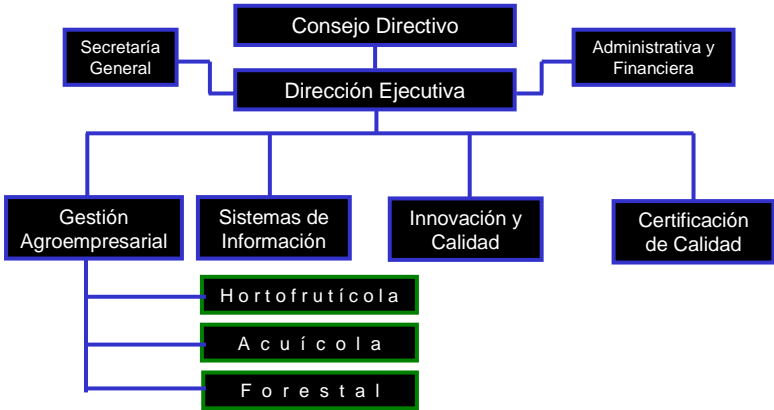 Consejo Directivo
Secretaría
General
Administrativa y
Financiera
Dirección Ejecutiva
Gestión
Agroempresarial
Sistemas de
Información
Innovación y
Calidad
Certificación
de Calidad
Hortofrutícola
Acuícola
Forestal